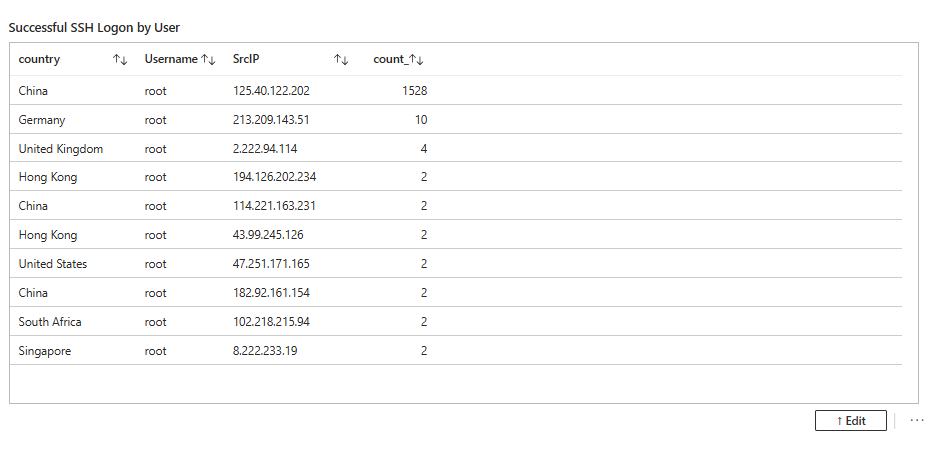 Successful SSH Logon by User
country ↑↓ Username ↑↓ SrcIP ↑↓ count_ ↑↓
China root 125.40.122.202 1528
Germany root 213.209.143.51 10
United Kingdom root 2.222.94.114 4
Hong Kong root 194.126.202.234 2
China root 114.221.163.231 2
Hong Kong root 43.99.245.126 2
United States root 47.251.171.165 2
China root 182.92.161.154 2
South Africa root 102.218.215.94 2
Singapore root 8.222.233.19 2
↑ Edit ...